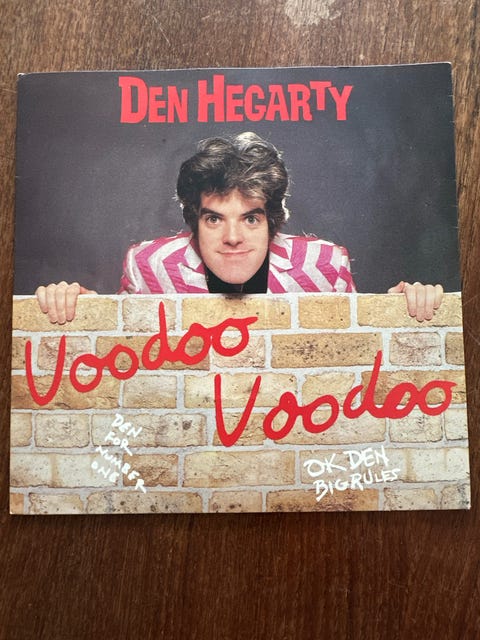 DEN HEGARTY
Voodoo
Voodoo
DEN
FOR
NUMBER
ONE
OK DEN
BIG RULES